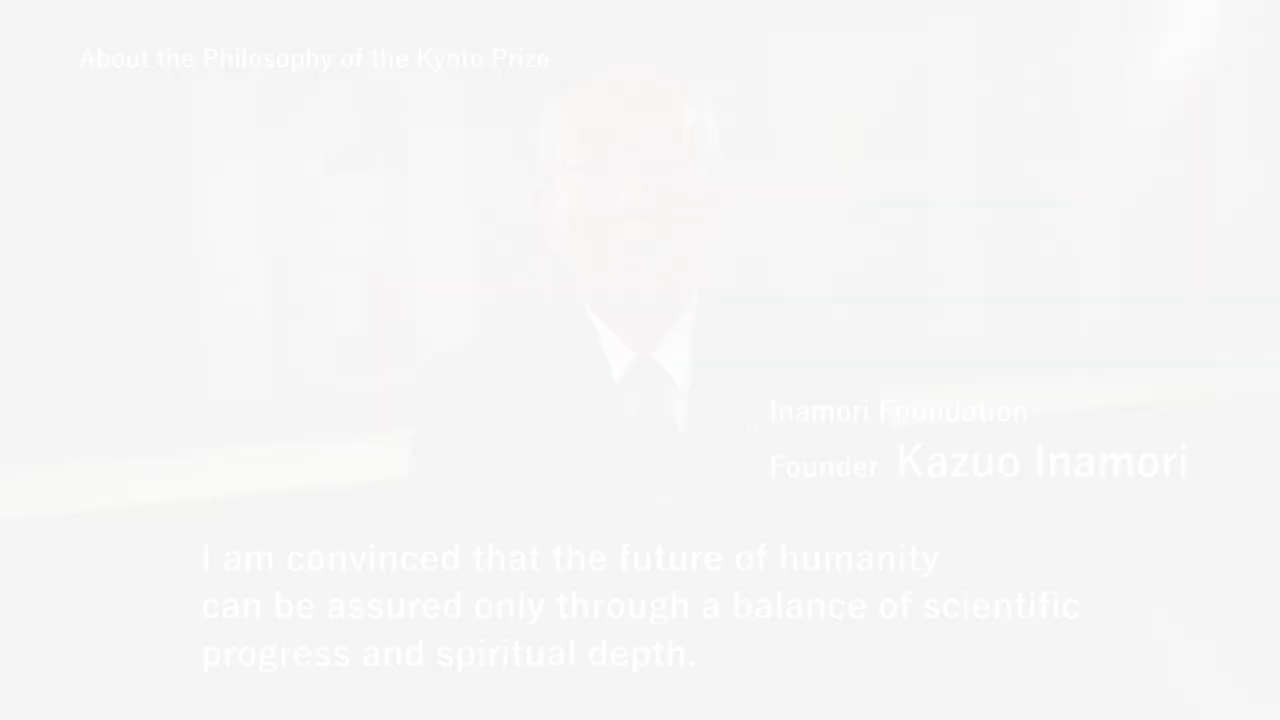 About the Philosophy of the Kyoto Prize
Inamori Foundation
Founder Kazuo Inamori
I am convinced that the future of humanity
can be assured only through a balance of scientific
progress and spiritual depth.